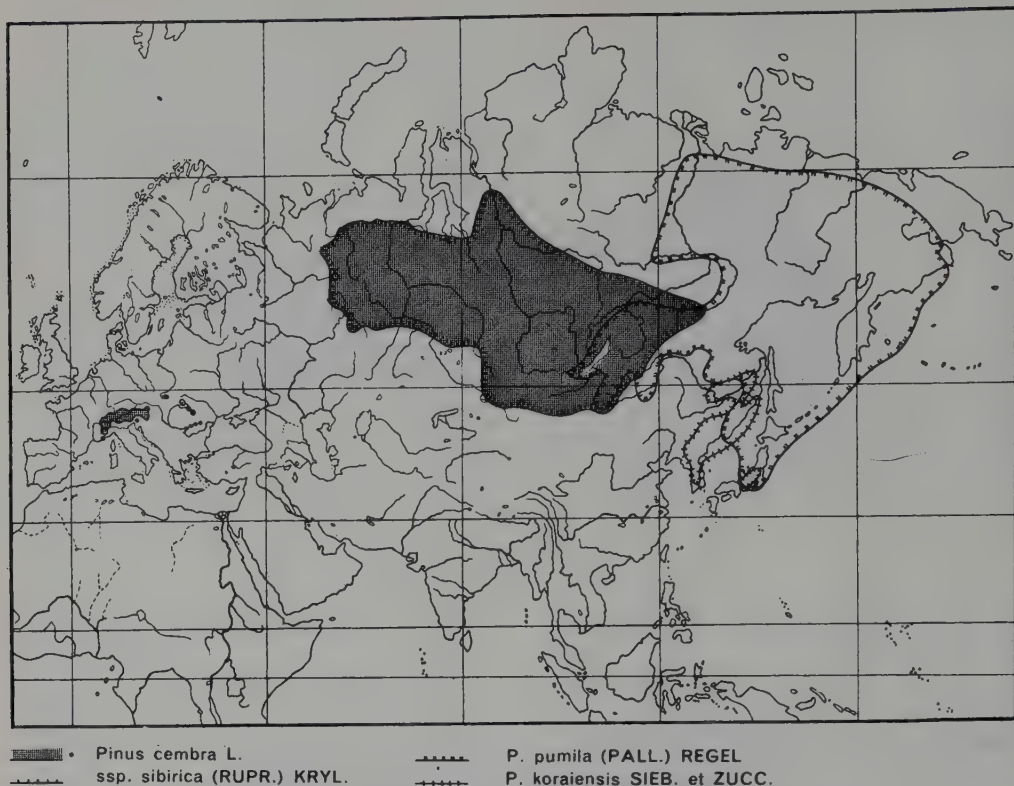 Pinus cembra L.
ssp. sibirica (RUPR.) KRYL.
P. pumila (PALL.) REGEL
P. koraiensis SIEB. et ZUCC.